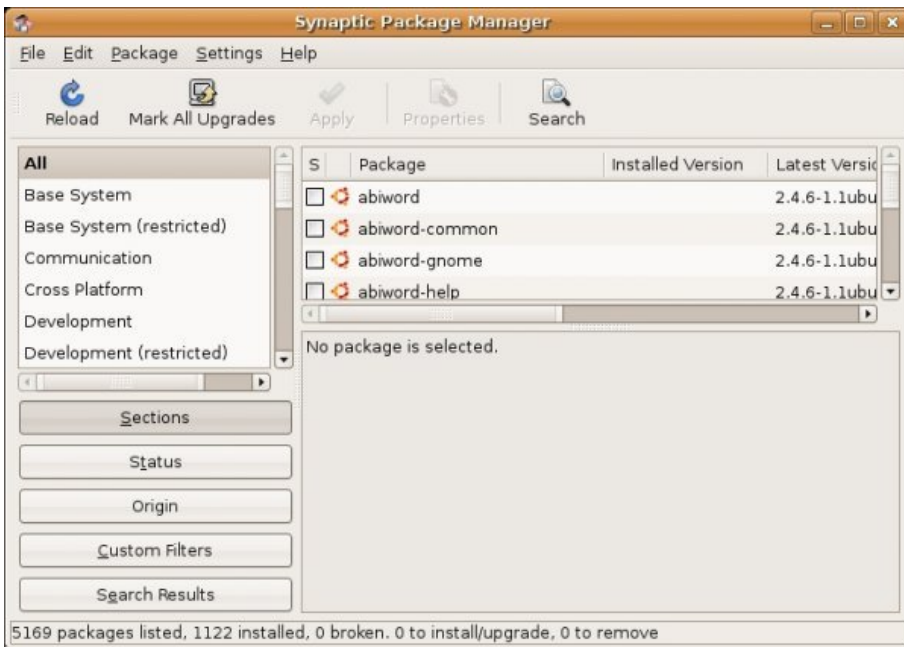 Synaptic Package Manager
File Edit Package Settings Help
Reload Mark All Upgrades Apply Properties Search
All
Base System
Base System (restricted)
Communication
Cross Platform
Development
Development (restricted)
S Package Installed Version Latest Versic
abiword 2.4.6-1.1ubu
abiword-common 2.4.6-1.1ubu
abiword-gnome 2.4.6-1.1ubu
abiword-help 2.4.6-1.1ubu
No package is selected.
Sections
Status
Origin
Custom Filters
Search Results
5169 packages listed, 1122 installed, 0 broken. 0 to install/upgrade, 0 to remove